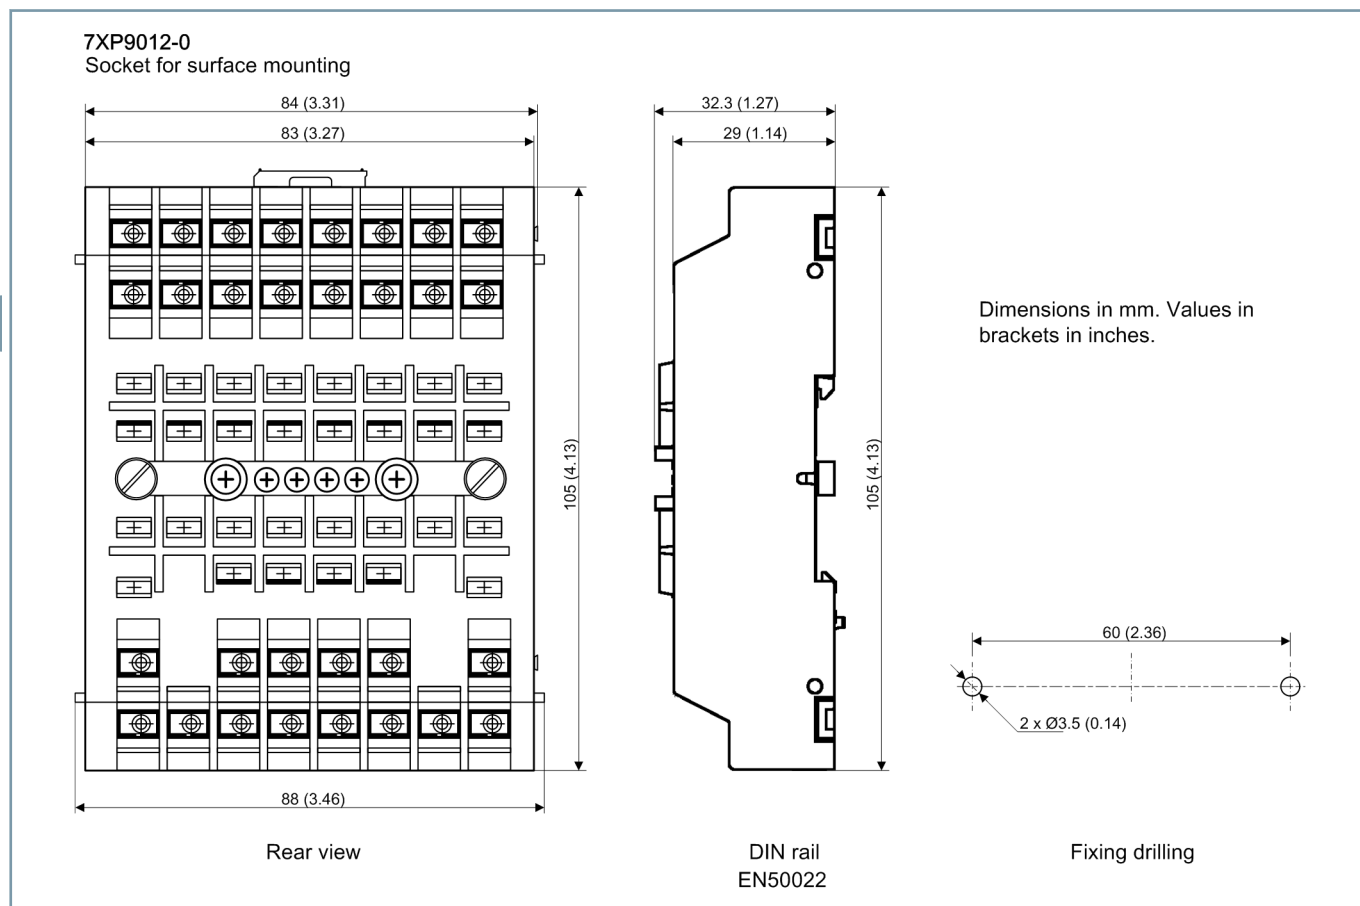 7XP9012-0
Socket for surface mounting
84 (3.31)
83 (3.27)
32.3 (1.27)
29 (1.14)
105 (4.13)
105 (4.13)
Dimensions in mm. Values in
brackets in inches.
60 (2.36)
2 x Ø3.5 (0.14)
88 (3.46)
Rear view
DIN rail
EN50022
Fixing drilling